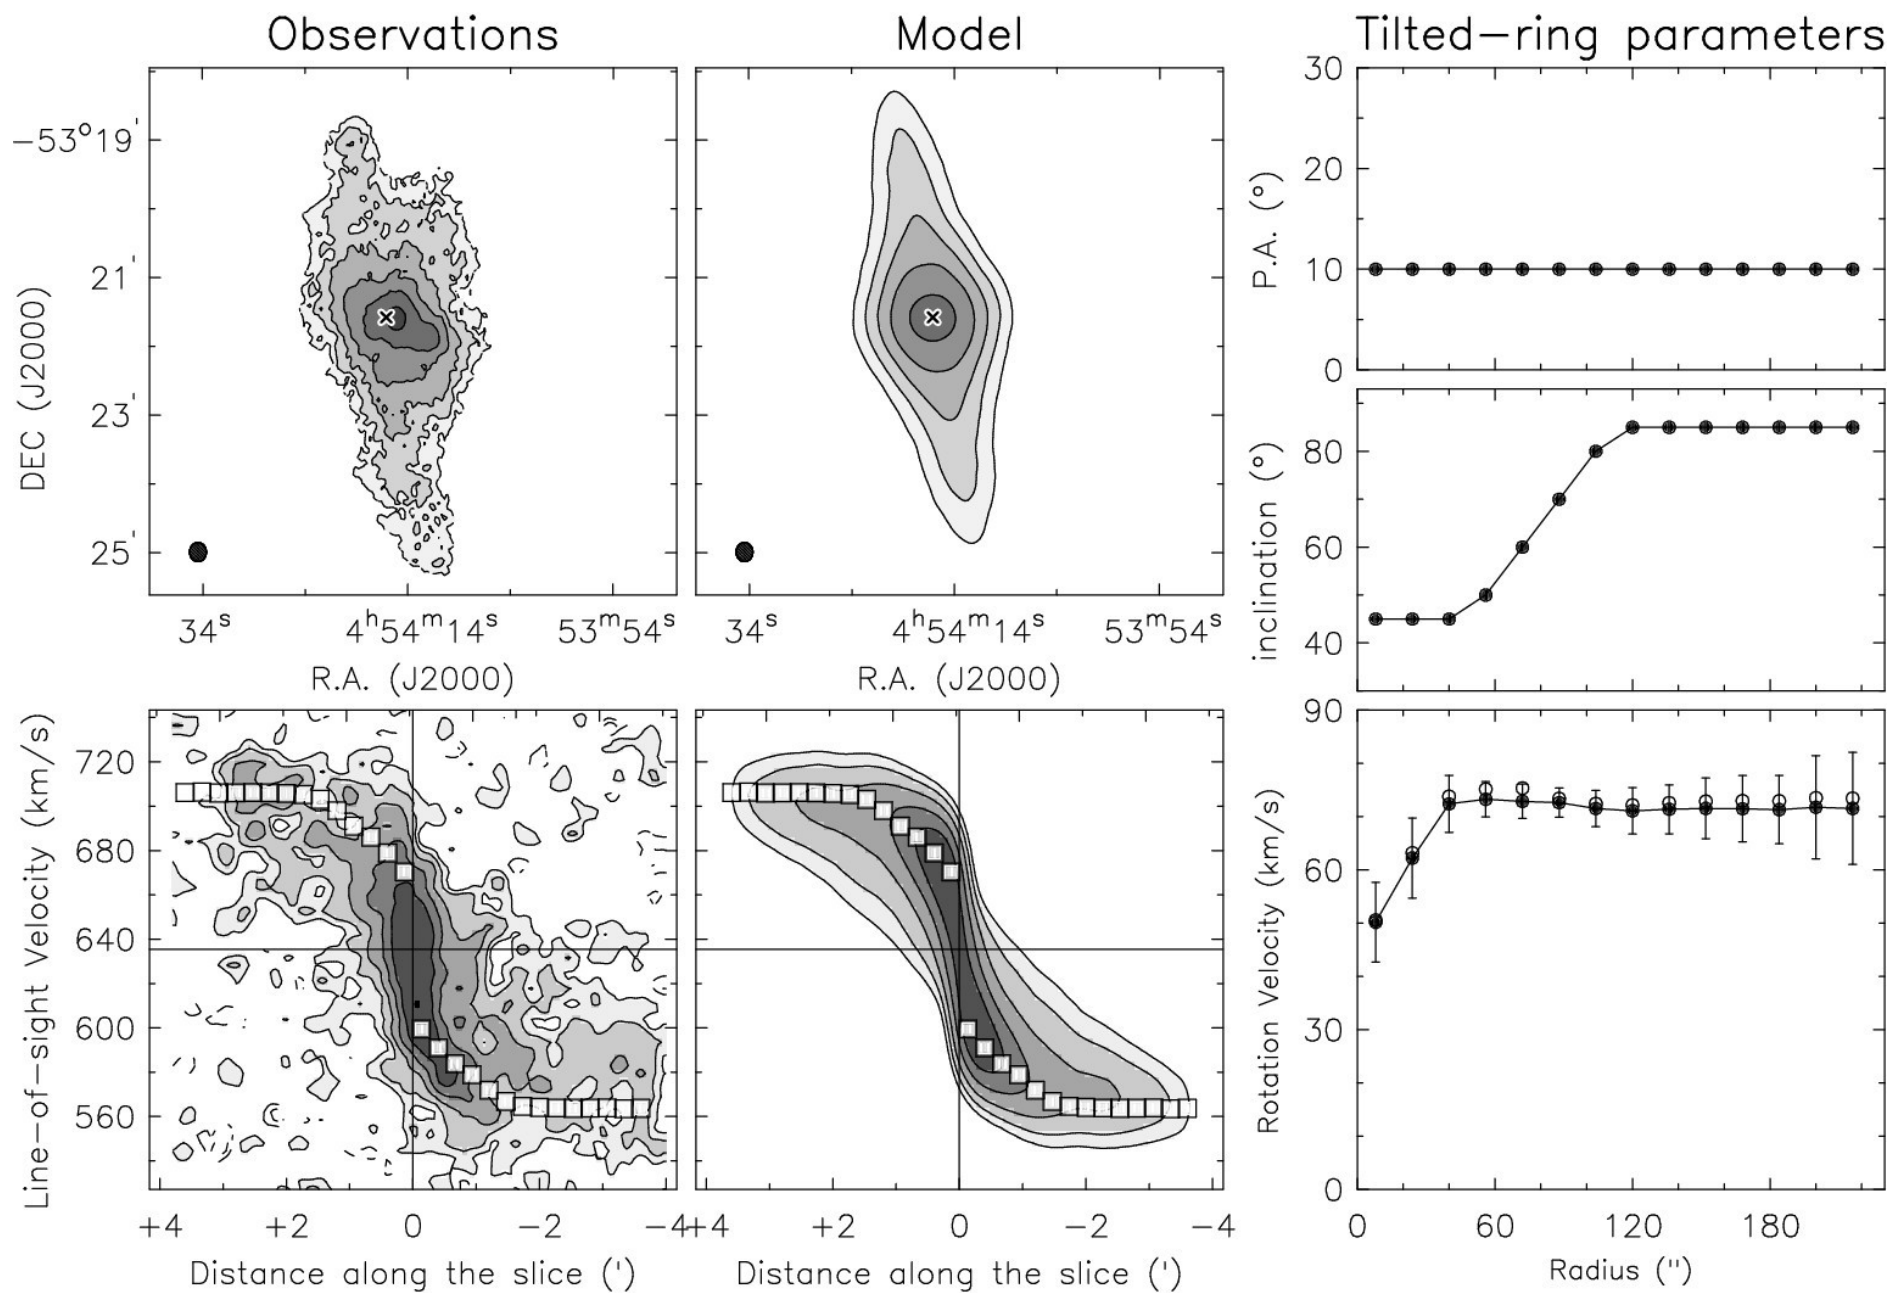 Observations
Model
Tilted-ring parameters
DEC (J2000)
-53°19'
21'
23'
25'
34ˢ
4ʰ54ᵐ14ˢ
53ᵐ54ˢ
R.A. (J2000)
34ˢ
4ʰ54ᵐ14ˢ
53ᵐ54ˢ
R.A. (J2000)
P.A. (°)
30
20
10
0
inclination (°)
80
60
40
Line-of-sight Velocity (km/s)
720
680
640
600
560
+4
+2
0
-2
-4
Distance along the slice (')
+4
+2
0
-2
-4
Distance along the slice (')
Rotation Velocity (km/s)
90
60
30
0
0
60
120
180
Radius ('')